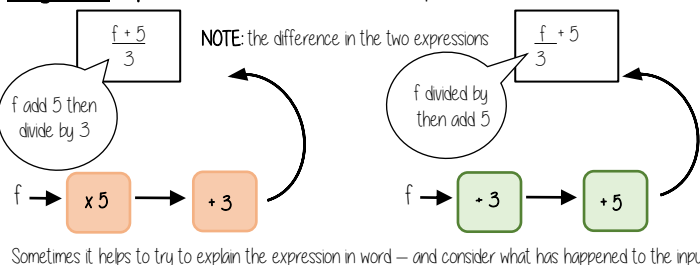 f + 5
3
NOTE: the difference in the two expressions
f + 5
3
f add 5 then
divide by 3
f divided by
then add 5
f x 5 ÷ 3
f ÷ 3 + 5
Sometimes it helps to try to explain the expression in word – and consider what has happened to the